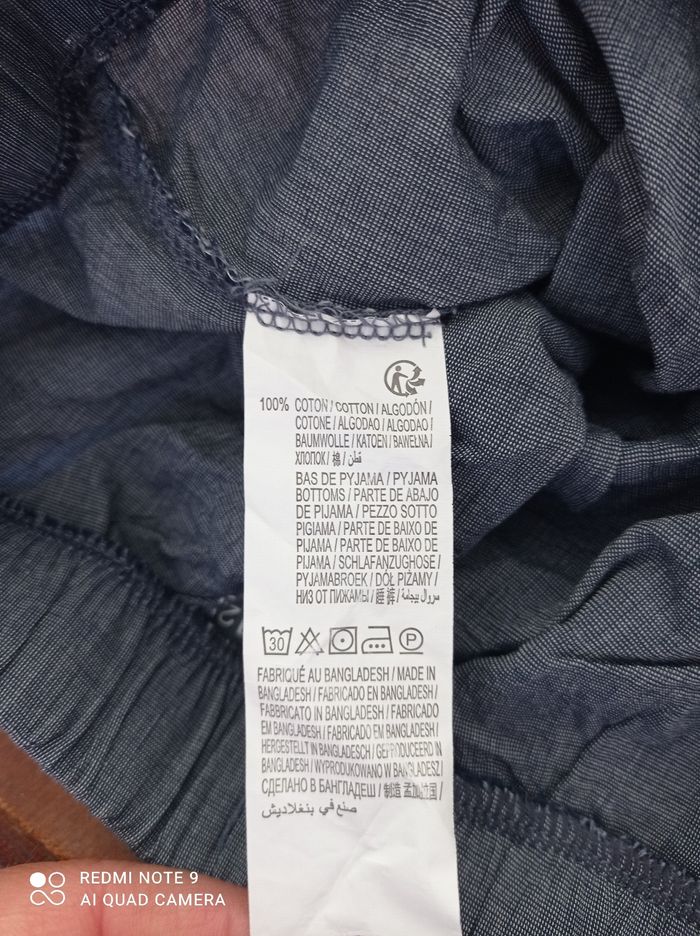 100% COTON / COTTON / ALGODÓN /
COTONE / ALGODAO / ALGODAO /
BAUMWOLLE / KATOEN / BAWEŁNA /
ХЛОПОК / 棉 / قطن
BAS DE PYJAMA / PYJAMA
BOTTOMS / PARTE DE ABAJO
DE PIJAMA / PEZZO SOTTO
PIGIAMA / PARTE DE BAIXO DE
PIJAMA / PARTE DE BAIXO DE
PIJAMA / SCHLAFANZUGHOSE /
PYJAMABROEK / DÓŁ PIŻAMY /
НИЗ ОТ ПИЖАМЫ / 睡裤 / سروال بيجامة
30 P
FABRIQUÉ AU BANGLADESH / MADE IN
BANGLADESH / FABRICADO EN BANGLADESH /
FABBRICATO IN BANGLADESH / FABRICADO
EM BANGLADESH / FABRICADO EM BANGLADESH /
HERGESTELLT IN BANGLADESCH / GEPRODUCEERD IN
BANGLADESH / WYPRODUKOWANO W BANGLADESZ /
СДЕЛАНО В БАНГЛАДЕШ / 制造 孟加拉国 /
صنع في بنغلاديش
REDMI NOTE 9
AI QUAD CAMERA